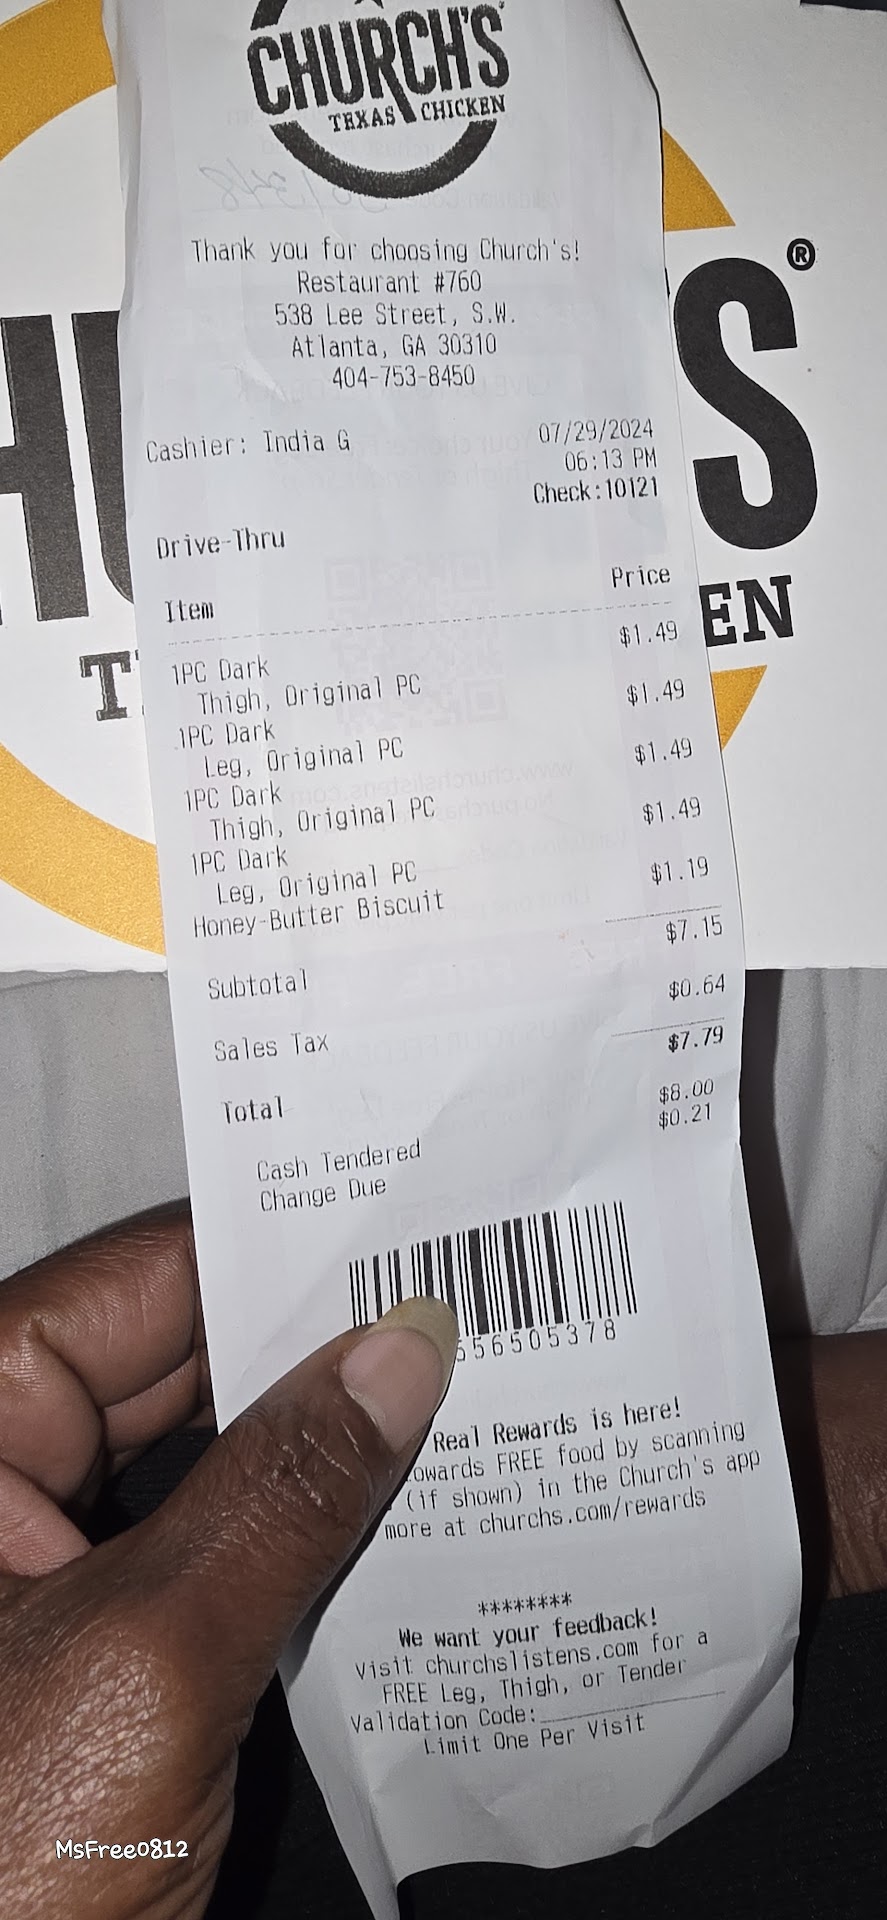 CHURCH'S
TEXAS CHICKEN
Thank you for choosing Church's!
Restaurant #760
538 Lee Street, S.W.
Atlanta, GA 30310
404-753-8450
Cashier: India G
07/29/2024
06:13 PM
Check:10121
Drive-Thru
Item Price
1PC Dark $1.49
Thigh, Original PC
1PC Dark $1.49
Leg, Original PC
1PC Dark $1.49
Thigh, Original PC
1PC Dark $1.49
Leg, Original PC
Honey-Butter Biscuit $1.19
Subtotal $7.15
Sales Tax $0.64
Total $7.79
Cash Tendered $8.00
Change Due $0.21
556505378
Real Rewards is here!
towards FREE food by scanning
(if shown) in the Church's app
more at churchs.com/rewards
********
We want your feedback!
Visit churchslistens.com for a
FREE Leg, Thigh, or Tender
Validation Code:
Limit One Per Visit
®
EN
MsFree0812